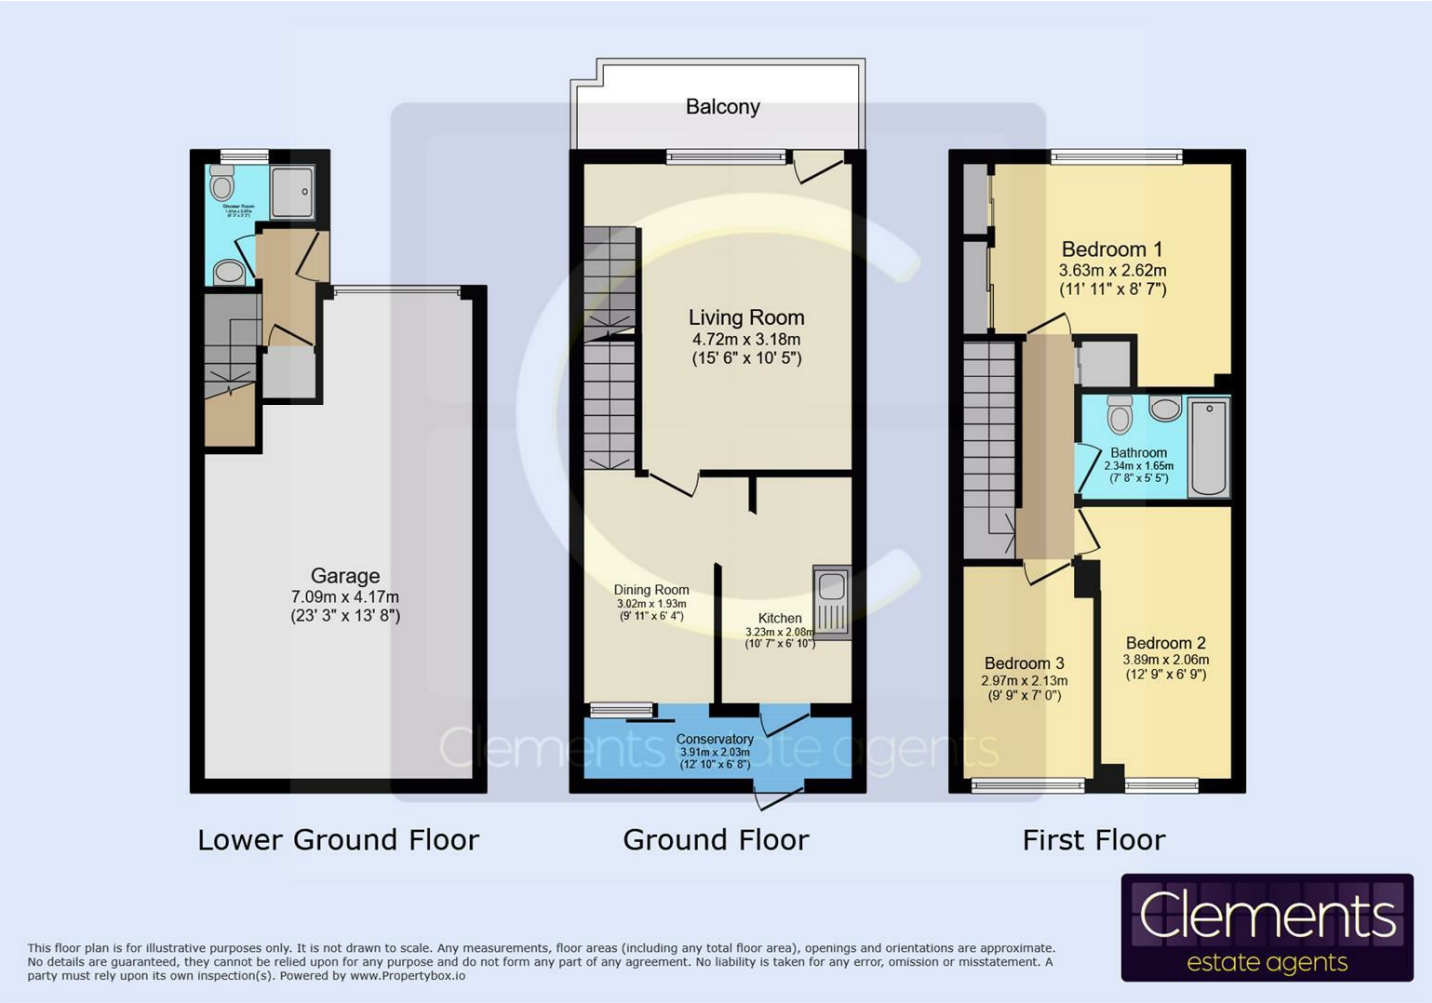 Balcony
Shower Room
Bedroom 1
3.63m x 2.62m
(11' 11" x 8' 7")
Living Room
4.72m x 3.18m
(15' 6" x 10' 5")
Bathroom
2.34m x 1.65m
(7' 8" x 5' 5")
Garage
7.09m x 4.17m
(23' 3" x 13' 8")
Dining Room
3.02m x 1.93m
(9' 11" x 6' 4")
Kitchen
3.23m x 2.08m
(10' 7" x 6' 10")
Bedroom 2
3.89m x 2.06m
(12' 9" x 6' 9")
Bedroom 3
2.97m x 2.13m
(9' 9" x 7' 0")
Conservatory
3.91m x 2.03m
(12' 10" x 6' 8")
Clements estate agents
Lower Ground Floor
Ground Floor
First Floor
Clements
estate agents
This floor plan is for illustrative purposes only. It is not drawn to scale. Any measurements, floor areas (including any total floor area), openings and orientations are approximate.
No details are guaranteed, they cannot be relied upon for any purpose and do not form any part of any agreement. No liability is taken for any error, omission or misstatement. A
party must rely upon its own inspection(s). Powered by www.Propertybox.io